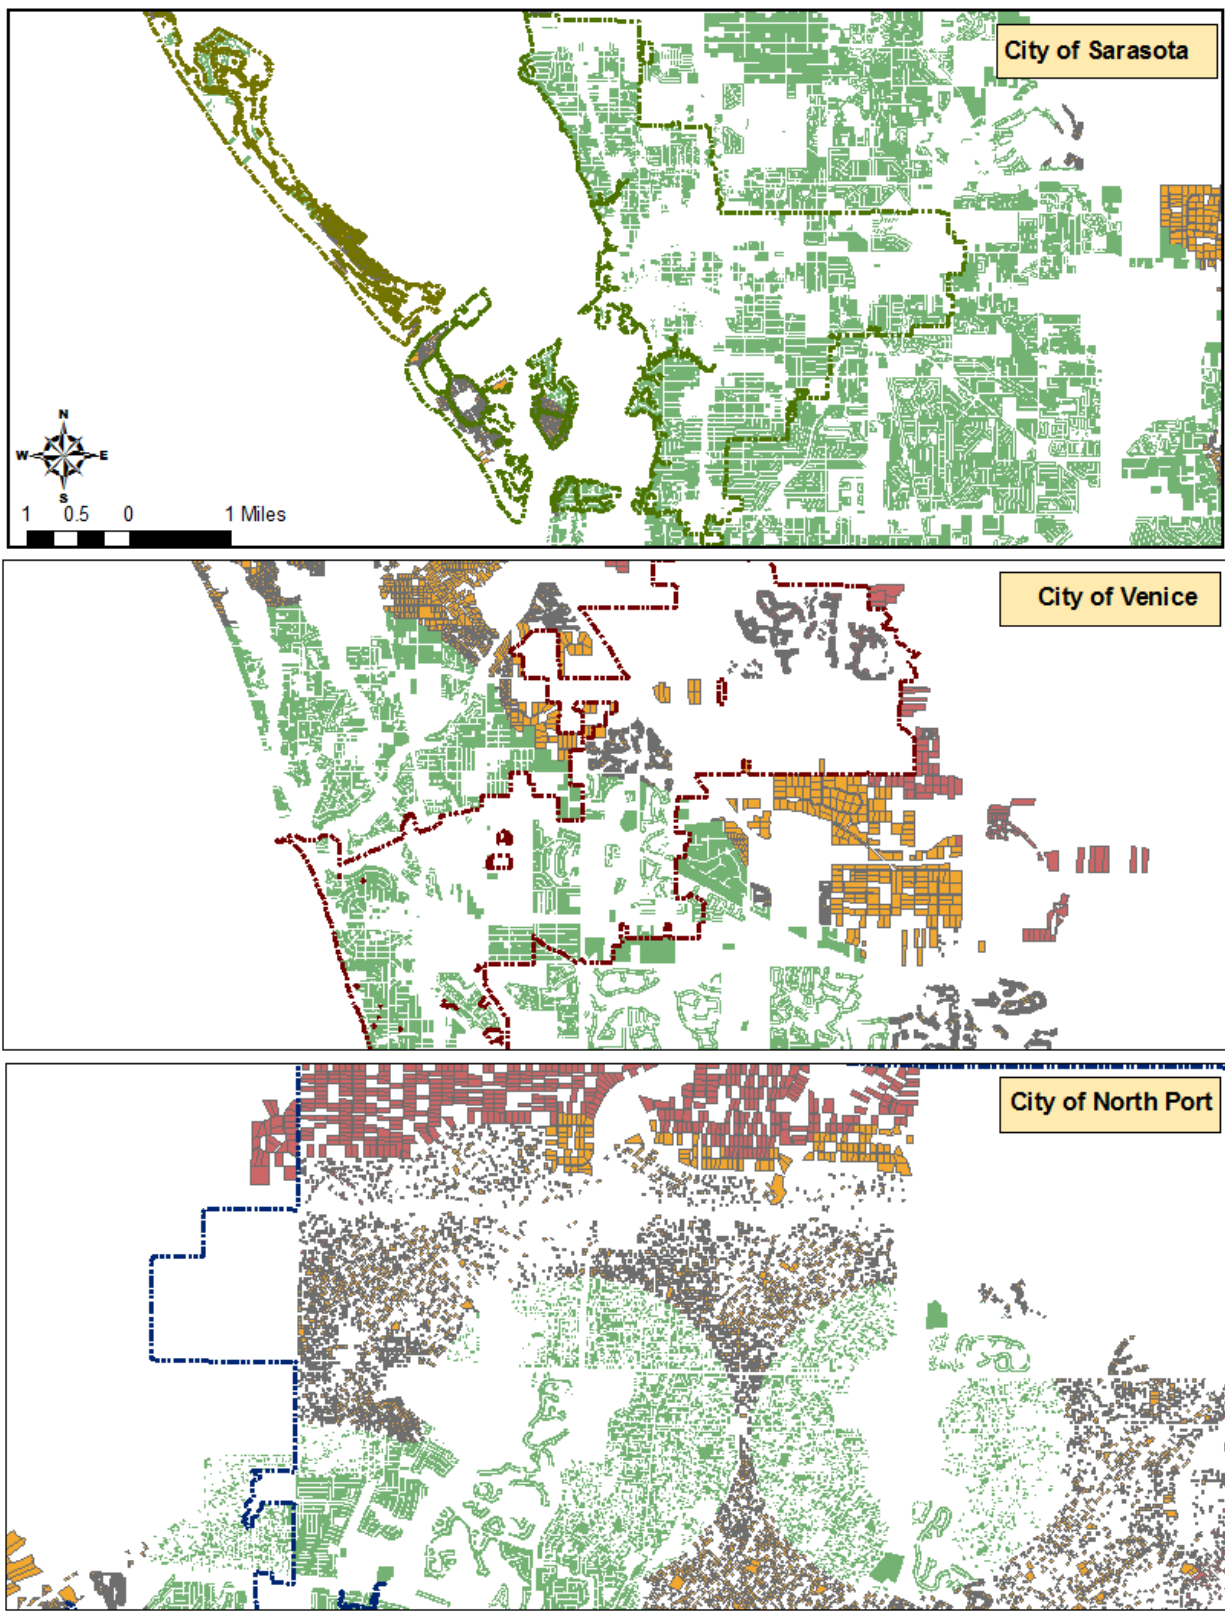 City of Sarasota
N
W E
S
1 0.5 0 1 Miles
City of Venice
City of North Port